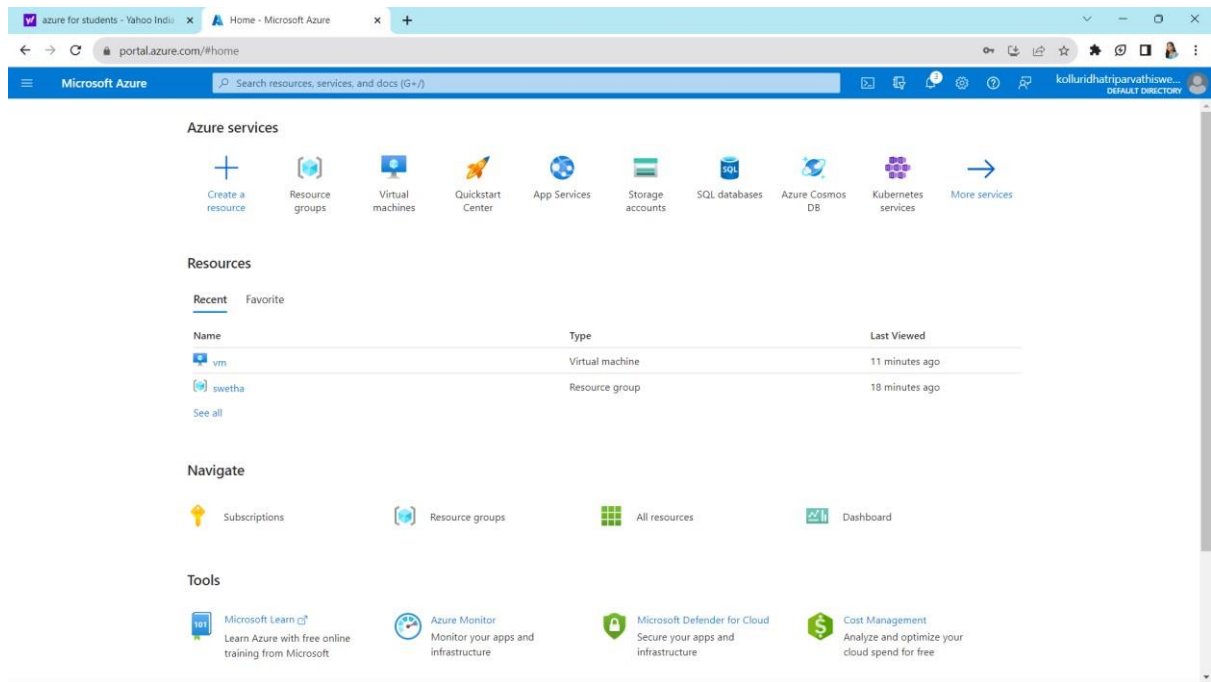 azure for students - Yahoo India
Home - Microsoft Azure
portal.azure.com/#home
Microsoft Azure
Search resources, services, and docs (G+/)
3
kolluridhatriparvathiswe...
DEFAULT DIRECTORY
Azure services
Create a
resource
Resource
groups
Virtual
machines
Quickstart
Center
App Services
Storage
accounts
SQL
SQL databases
Azure Cosmos
DB
Kubernetes
services
More services
Resources
Recent Favorite
Name Type Last Viewed
vm Virtual machine 11 minutes ago
swetha Resource group 18 minutes ago
See all
Navigate
Subscriptions Resource groups All resources Dashboard
Tools
101
Microsoft Learn
Learn Azure with free online
training from Microsoft
Azure Monitor
Monitor your apps and
infrastructure
Microsoft Defender for Cloud
Secure your apps and
infrastructure
Cost Management
Analyze and optimize your
cloud spend for free